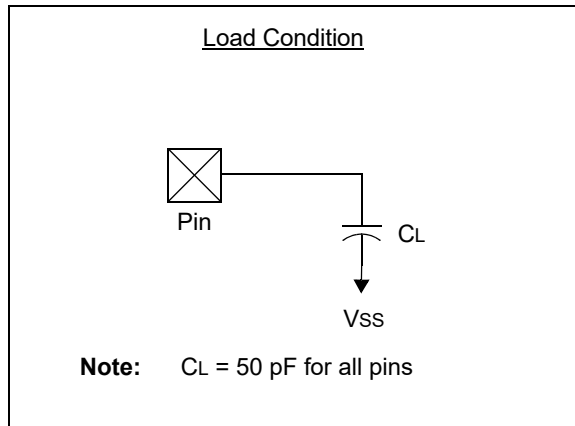 Load Condition
Pin
CL
VSS
Note: CL = 50 pF for all pins